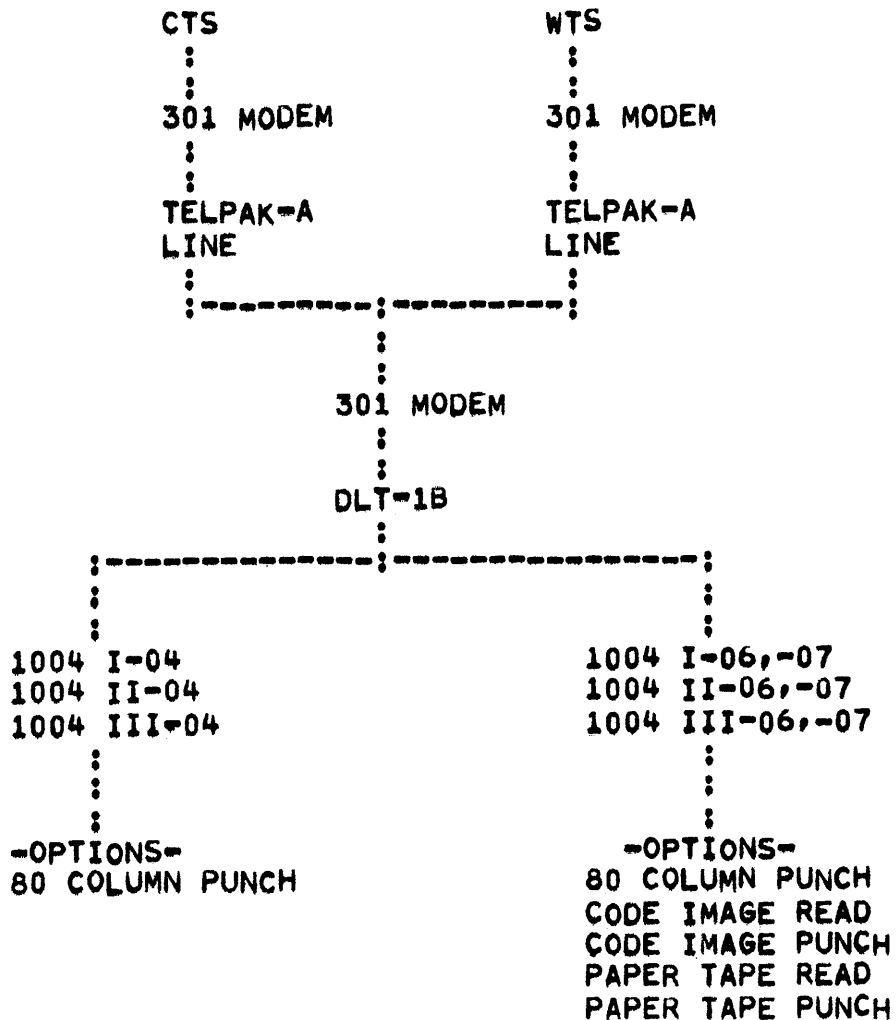 CTS WTS
301 MODEM 301 MODEM
TELPAK-A TELPAK-A
LINE LINE
301 MODEM
DLT-1B
1004 I-04 1004 I-06,-07
1004 II-04 1004 II-06,-07
1004 III-04 1004 III-06,-07
-OPTIONS- -OPTIONS-
80 COLUMN PUNCH 80 COLUMN PUNCH
CODE IMAGE READ
CODE IMAGE PUNCH
PAPER TAPE READ
PAPER TAPE PUNCH